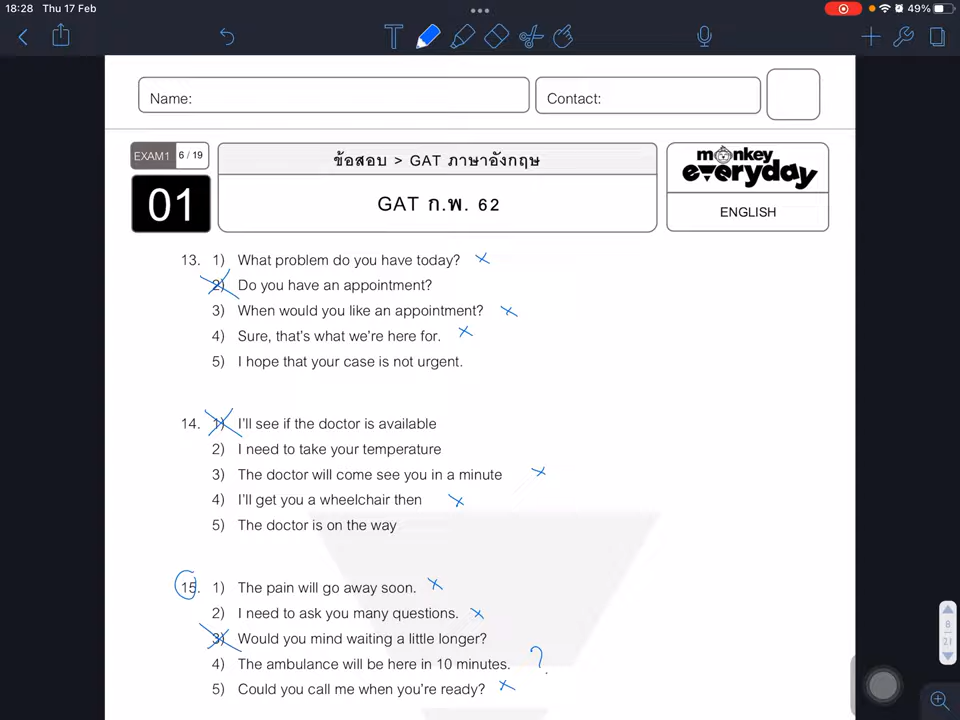 18:28 Thu 17 Feb
49%
T
Name:
Contact:
EXAM1 6 / 19
01
ข้อสอบ > GAT ภาษาอังกฤษ
GAT ก.พ. 62
monkey
everyday
ENGLISH
13. 1) What problem do you have today? ×
2) Do you have an appointment?
3) When would you like an appointment? ×
4) Sure, that's what we're here for. ×
5) I hope that your case is not urgent.
14. 1) I'll see if the doctor is available
2) I need to take your temperature
3) The doctor will come see you in a minute ×
4) I'll get you a wheelchair then ×
5) The doctor is on the way
15. 1) The pain will go away soon. ×
2) I need to ask you many questions. ×
3) Would you mind waiting a little longer?
4) The ambulance will be here in 10 minutes. ?
5) Could you call me when you're ready? ×
8
21